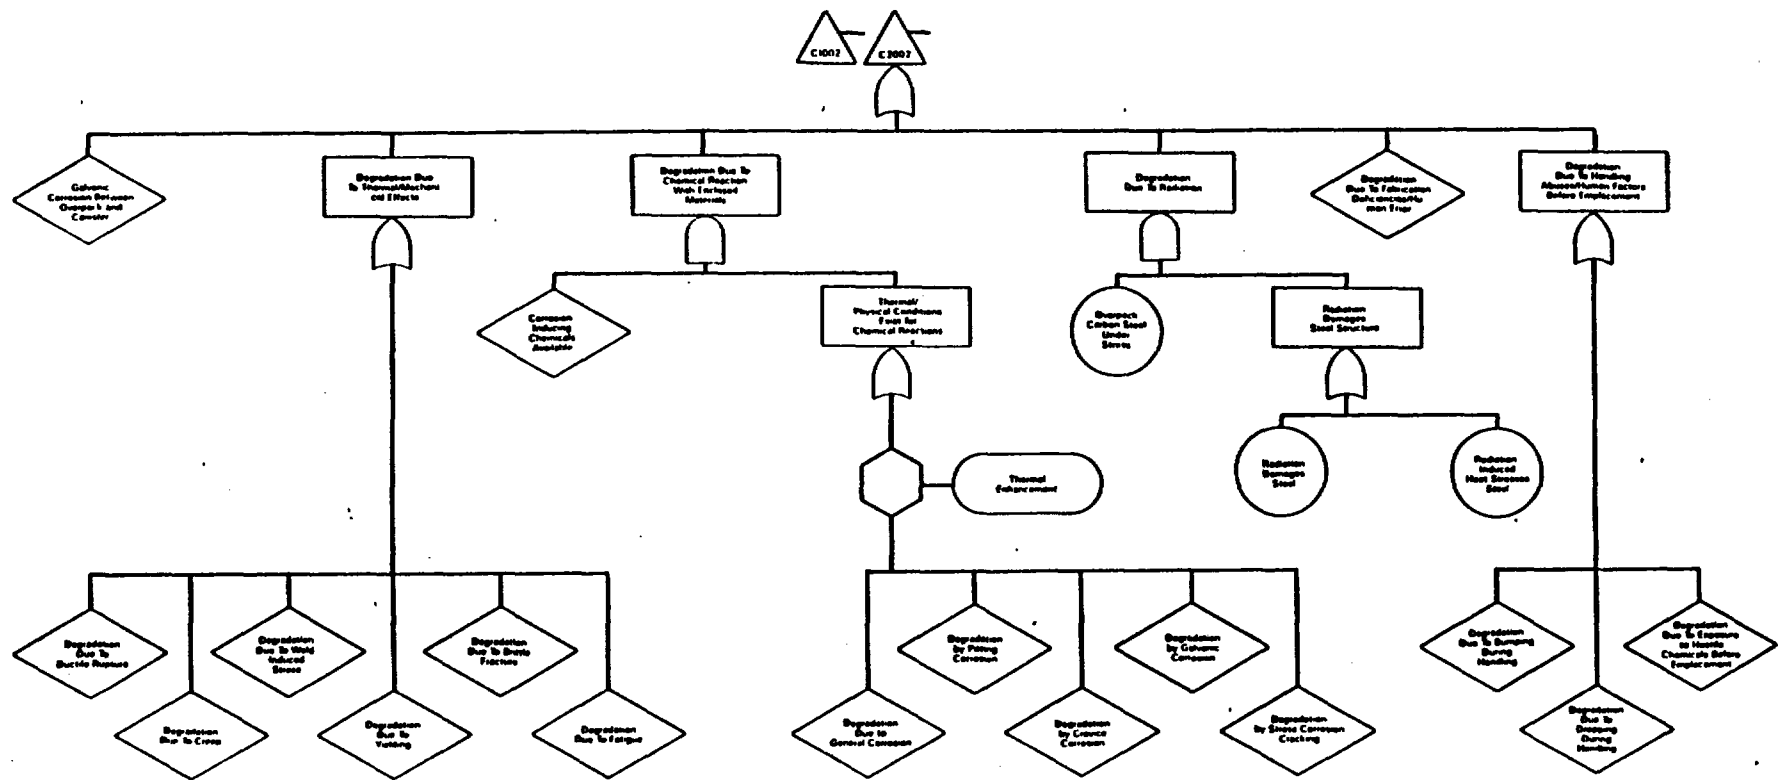 C1002
C2002
Galvanic
Corrosion Between
Overpack and
Canister
Degradation Due
To Thermal/Mechani
cal Effects
Degradation Due To
Chemical Reaction
With Enclosed
Materials
Degradation
Due To Radiation
Degradation
Due To Fabrication
Deficiencies/Hu
man Error
Degradation
Due To Handling
Abuses/Human Factors
Before Emplacement
Corrosion
Inducing
Chemicals
Available
Thermal/
Physical Conditions
Exist for
Chemical Reactions
Overpack
Carbon Steel
Under
Stress
Radiation
Damages
Steel Structure
Radiation
Damages
Steel
Radiation
Induced
Heat Stresses
Steel
Thermal
Enhancement
Degradation
Due To
Ductile Rupture
Degradation
Due To Creep
Degradation
Due To Weld
Induced
Stress
Degradation
Due To
Yielding
Degradation
Due To Brittle
Fracture
Degradation
Due To Fatigue
Degradation
Due to
General Corrosion
Degradation
by Pitting
Corrosion
Degradation
by Crevice
Corrosion
Degradation
by Galvanic
Corrosion
Degradation
by Stress Corrosion
Cracking
Degradation
Due To Bumping
During
Handling
Degradation
Due To
Dropping
During
Handling
Degradation
Due To Exposure
to Hostile
Chemicals Before
Emplacement